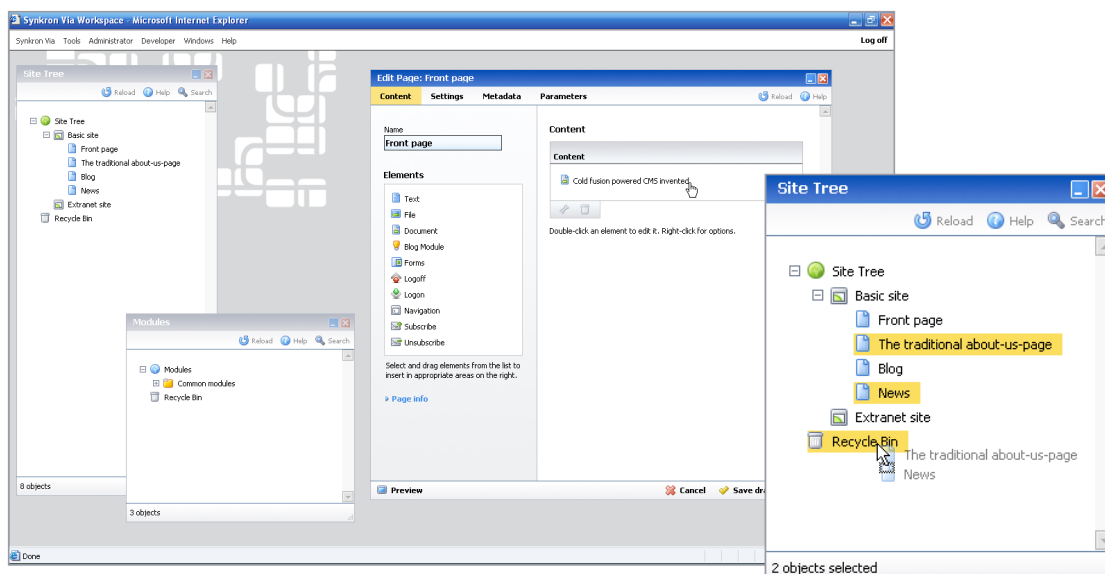 Synkron Via Workspace - Microsoft Internet Explorer
Synkron Via Tools Administrator Developer Windows Help Log off
Site Tree
Reload Help Search
Site Tree
Basic site
Front page
The traditional about-us-page
Blog
News
Extranet site
Recycle Bin
8 objects
Modules
Reload Help Search
Modules
Common modules
Recycle Bin
3 objects
Edit Page: Front page
Content Settings Metadata Parameters Reload Help
Name
Front page
Elements
Text
File
Document
Blog Module
Forms
Logoff
Logon
Navigation
Subscribe
Unsubscribe
Select and drag elements from the list to
insert in appropriate areas on the right.
Page info
Content
Content
Cold fusion powered CMS invented
Double-click an element to edit it. Right-click for options.
Preview Cancel Save dra
Done
Site Tree
Reload Help Search
Site Tree
Basic site
Front page
The traditional about-us-page
Blog
News
Extranet site
Recycle Bin
The traditional about-us-page
News
2 objects selected